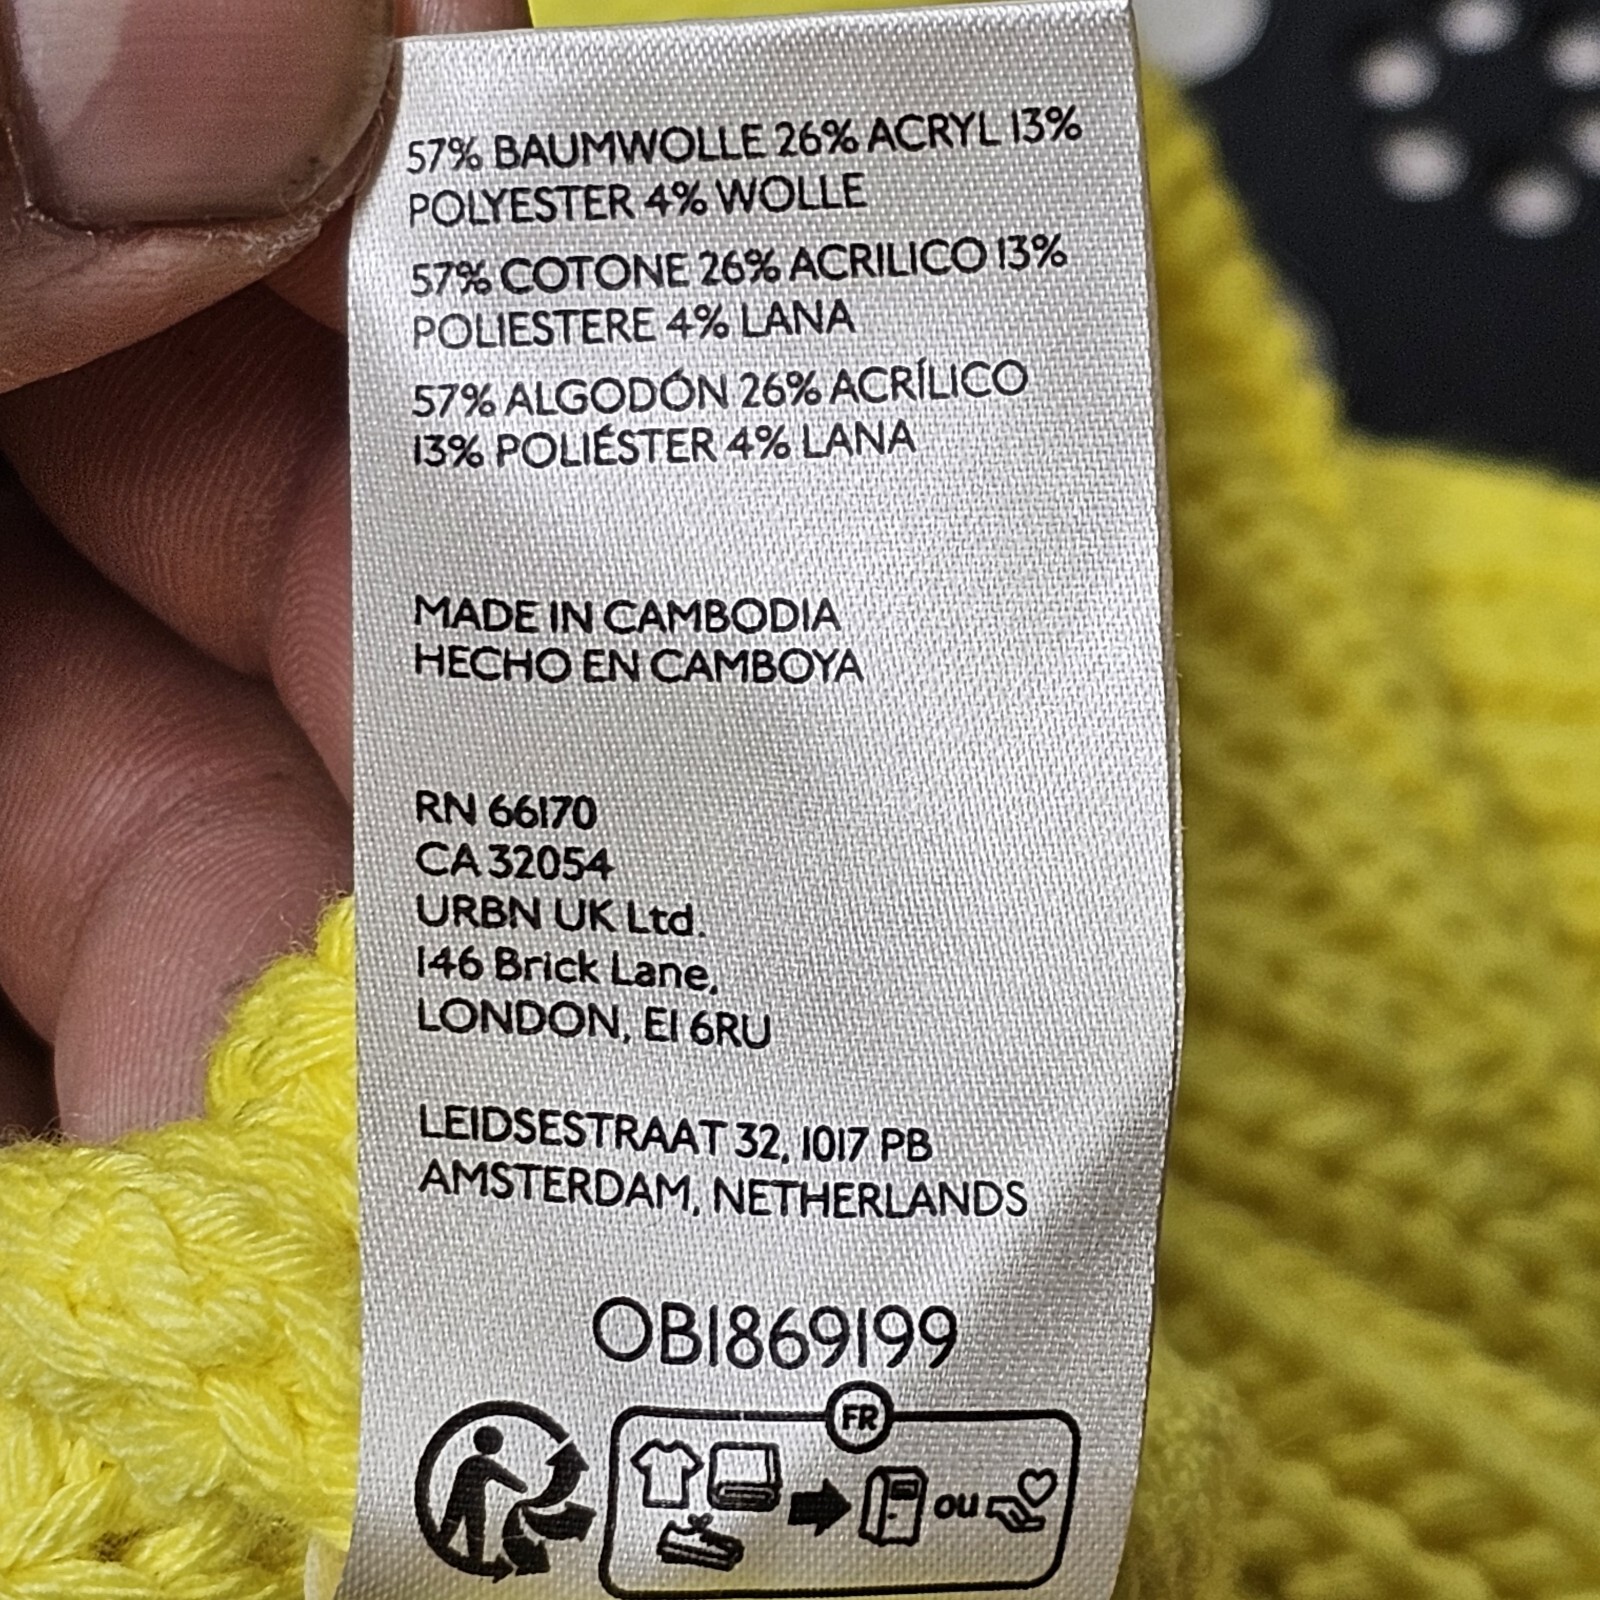 57% BAUMWOLLE 26% ACRYL 13%
POLYESTER 4% WOLLE
57% COTONE 26% ACRILICO 13%
POLIESTERE 4% LANA
57% ALGODÓN 26% ACRÍLICO
13% POLIÉSTER 4% LANA
MADE IN CAMBODIA
HECHO EN CAMBOYA
RN 66170
CA 32054
URBN UK Ltd.
146 Brick Lane,
LONDON, E1 6RU
LEIDSESTRAAT 32, 1017 PB
AMSTERDAM, NETHERLANDS
OB1869199
FR
ou